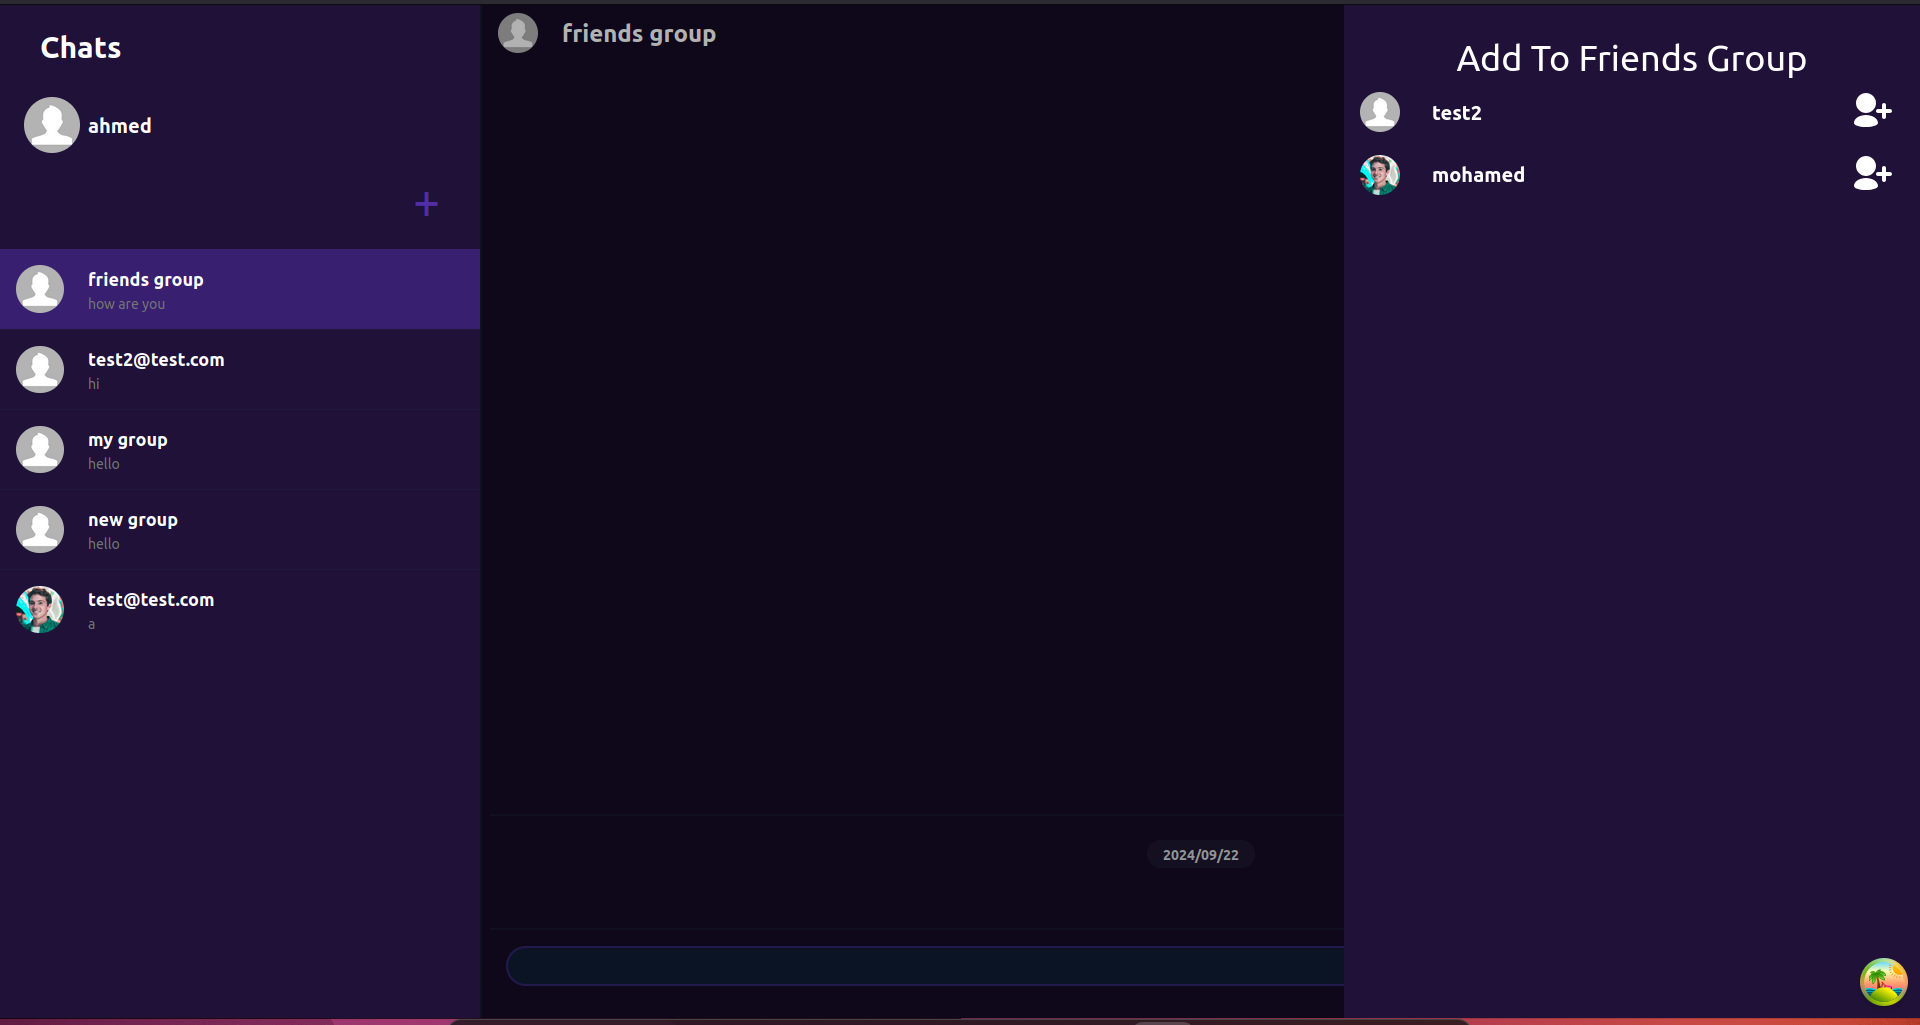 Chats
ahmed
+
friends group
how are you
test2@test.com
hi
my group
hello
new group
hello
test@test.com
a
friends group
2024/09/22
Add To Friends Group
test2
mohamed